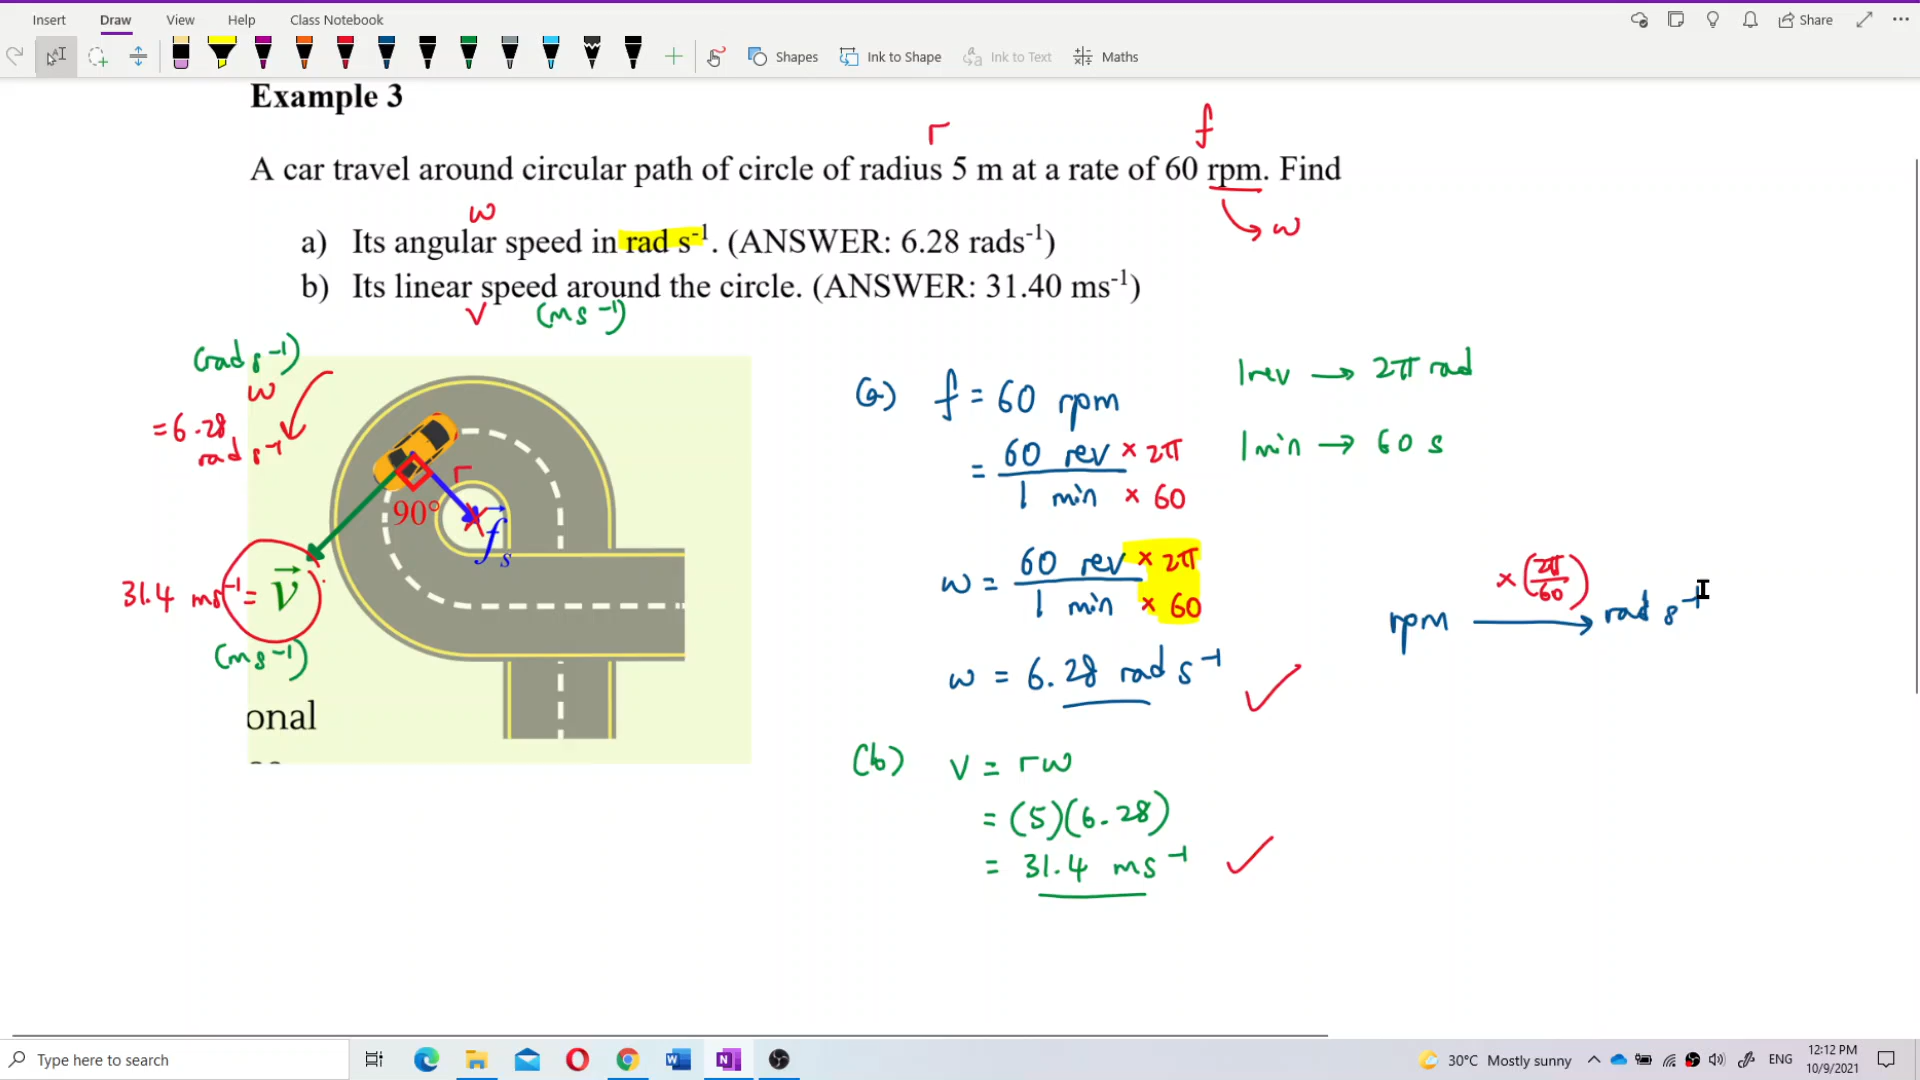 Insert Draw View Help Class Notebook Share
Shapes Ink to Shape Ink to Text Maths
Example 3
r f
A car travel around circular path of circle of radius 5 m at a rate of 60 rpm. Find
ω
a) Its angular speed in rad s⁻¹. (ANSWER: 6.28 rads⁻¹)
ω
b) Its linear speed around the circle. (ANSWER: 31.40 ms⁻¹)
v (ms⁻¹)
(rad s⁻¹)
ω
= 6.28
rad s⁻¹
r
90°
f⃗s
31.4 ms⁻¹ = v⃗
(ms⁻¹)
onal
(a) f = 60 rpm
= 60 rev × 2π
1 min × 60
ω = 60 rev × 2π
1 min × 60
ω = 6.28 rad s⁻¹
(b) v = rω
= (5)(6.28)
= 31.4 ms⁻¹
1 rev → 2π rad
1 min → 60 s
× (2π/60)
rpm → rad s⁻¹
Type here to search
30°C Mostly sunny
ENG
12:12 PM
10/9/2021